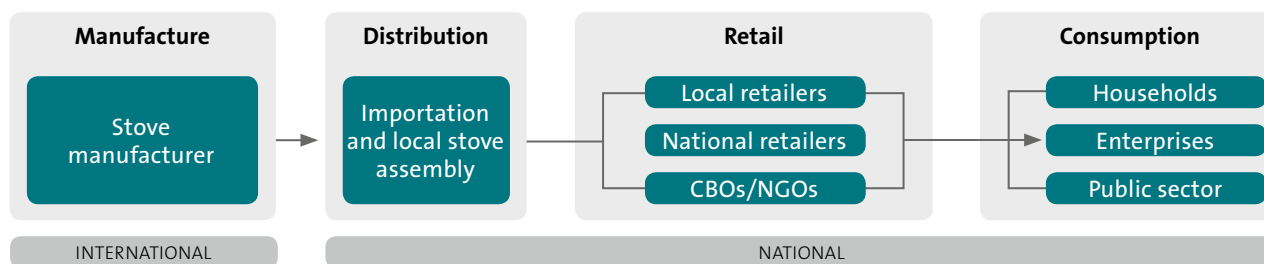 Manufacture
Stove
manufacturer
Distribution
Importation
and local stove
assembly
Retail
Local retailers
National retailers
CBOs/NGOs
Consumption
Households
Enterprises
Public sector
INTERNATIONAL
NATIONAL